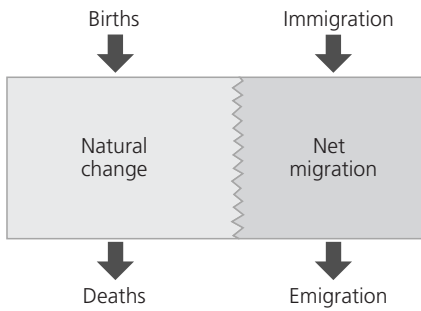 Births
Immigration
Natural
change
Net
migration
Deaths
Emigration